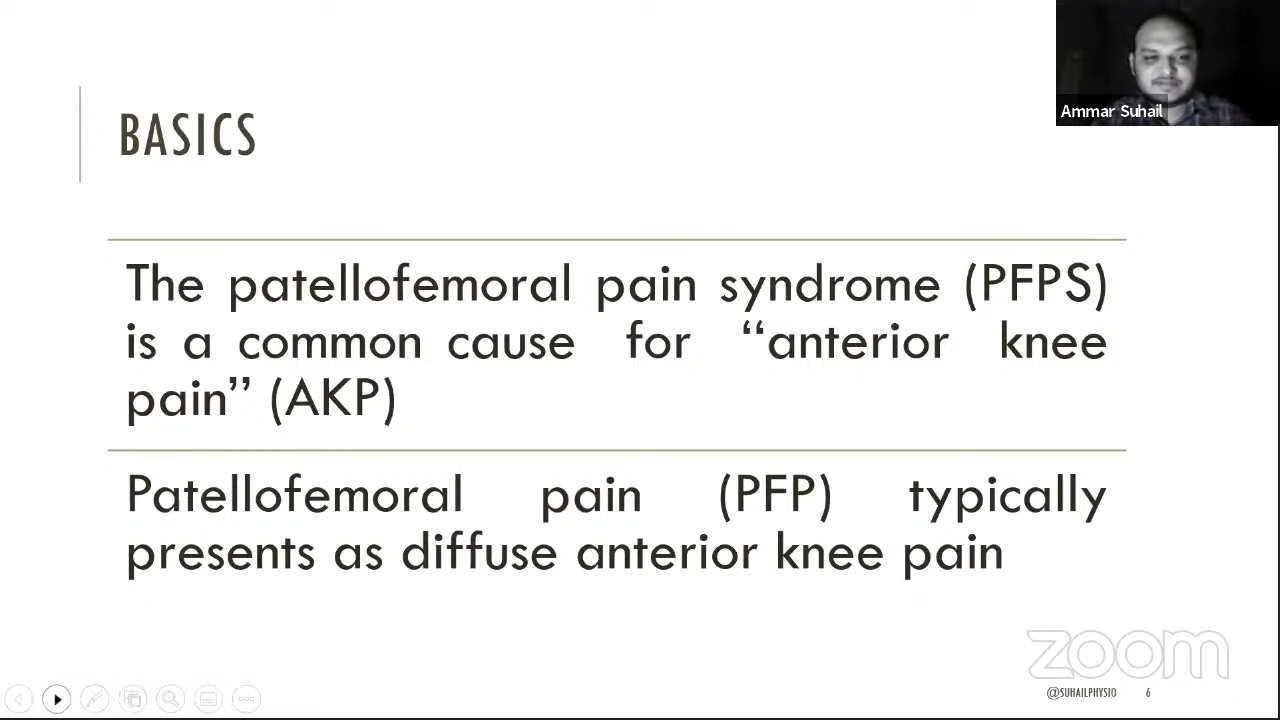 Ammar Suhail
BASICS
The patellofemoral pain syndrome (PFPS)
is a common cause for “anterior knee
pain” (AKP)
Patellofemoral pain (PFP) typically
presents as diffuse anterior knee pain
zoom
@SUHAILPHYSIO 6